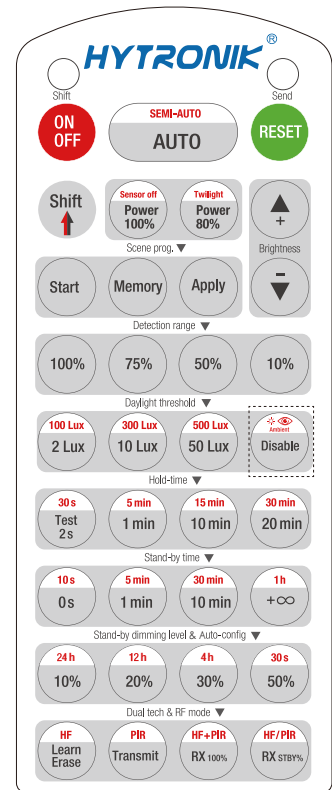 HYTRONIK®
Shift
Send
ON
OFF
SEMI-AUTO
AUTO
RESET
Shift
Sensor off
Power
100%
Twilight
Power
80%
+
Brightness
−
Scene prog. ▼
Start
Memory
Apply
Detection range ▼
100%
75%
50%
10%
Daylight threshold ▼
100 Lux
2 Lux
300 Lux
10 Lux
500 Lux
50 Lux
Ambient
Disable
Hold-time ▼
30 s
Test
2 s
5 min
1 min
15 min
10 min
30 min
20 min
Stand-by time ▼
10 s
0 s
5 min
1 min
30 min
10 min
1 h
+∞
Stand-by dimming level & Auto-config ▼
24 h
10%
12 h
20%
4 h
30%
30 s
50%
Dual tech & RF mode ▼
HF
Learn
Erase
PIR
Transmit
HF+PIR
RX 100%
HF/PIR
RX STBY%